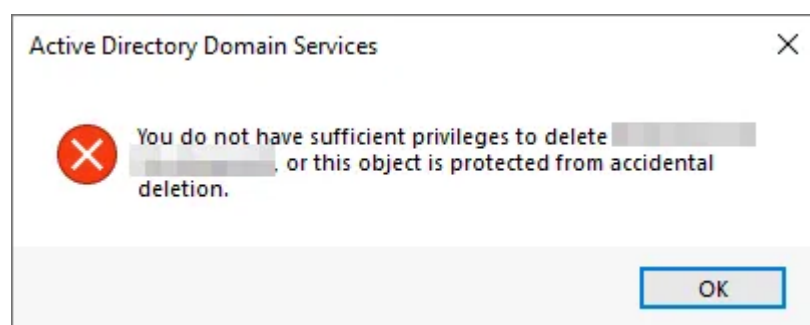 Active Directory Domain Services
You do not have sufficient privileges to delete
, or this object is protected from accidental
deletion.
OK